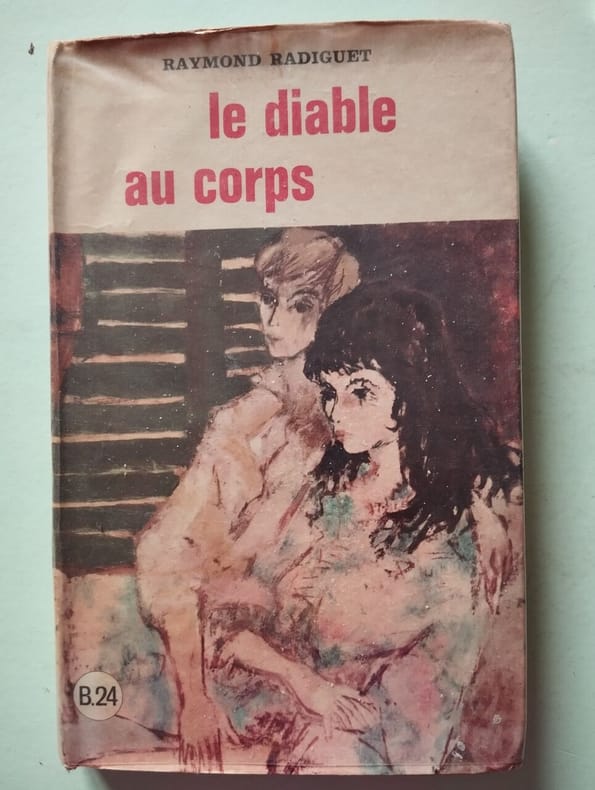 RAYMOND RADIGUET
le diable
au corps
B.24